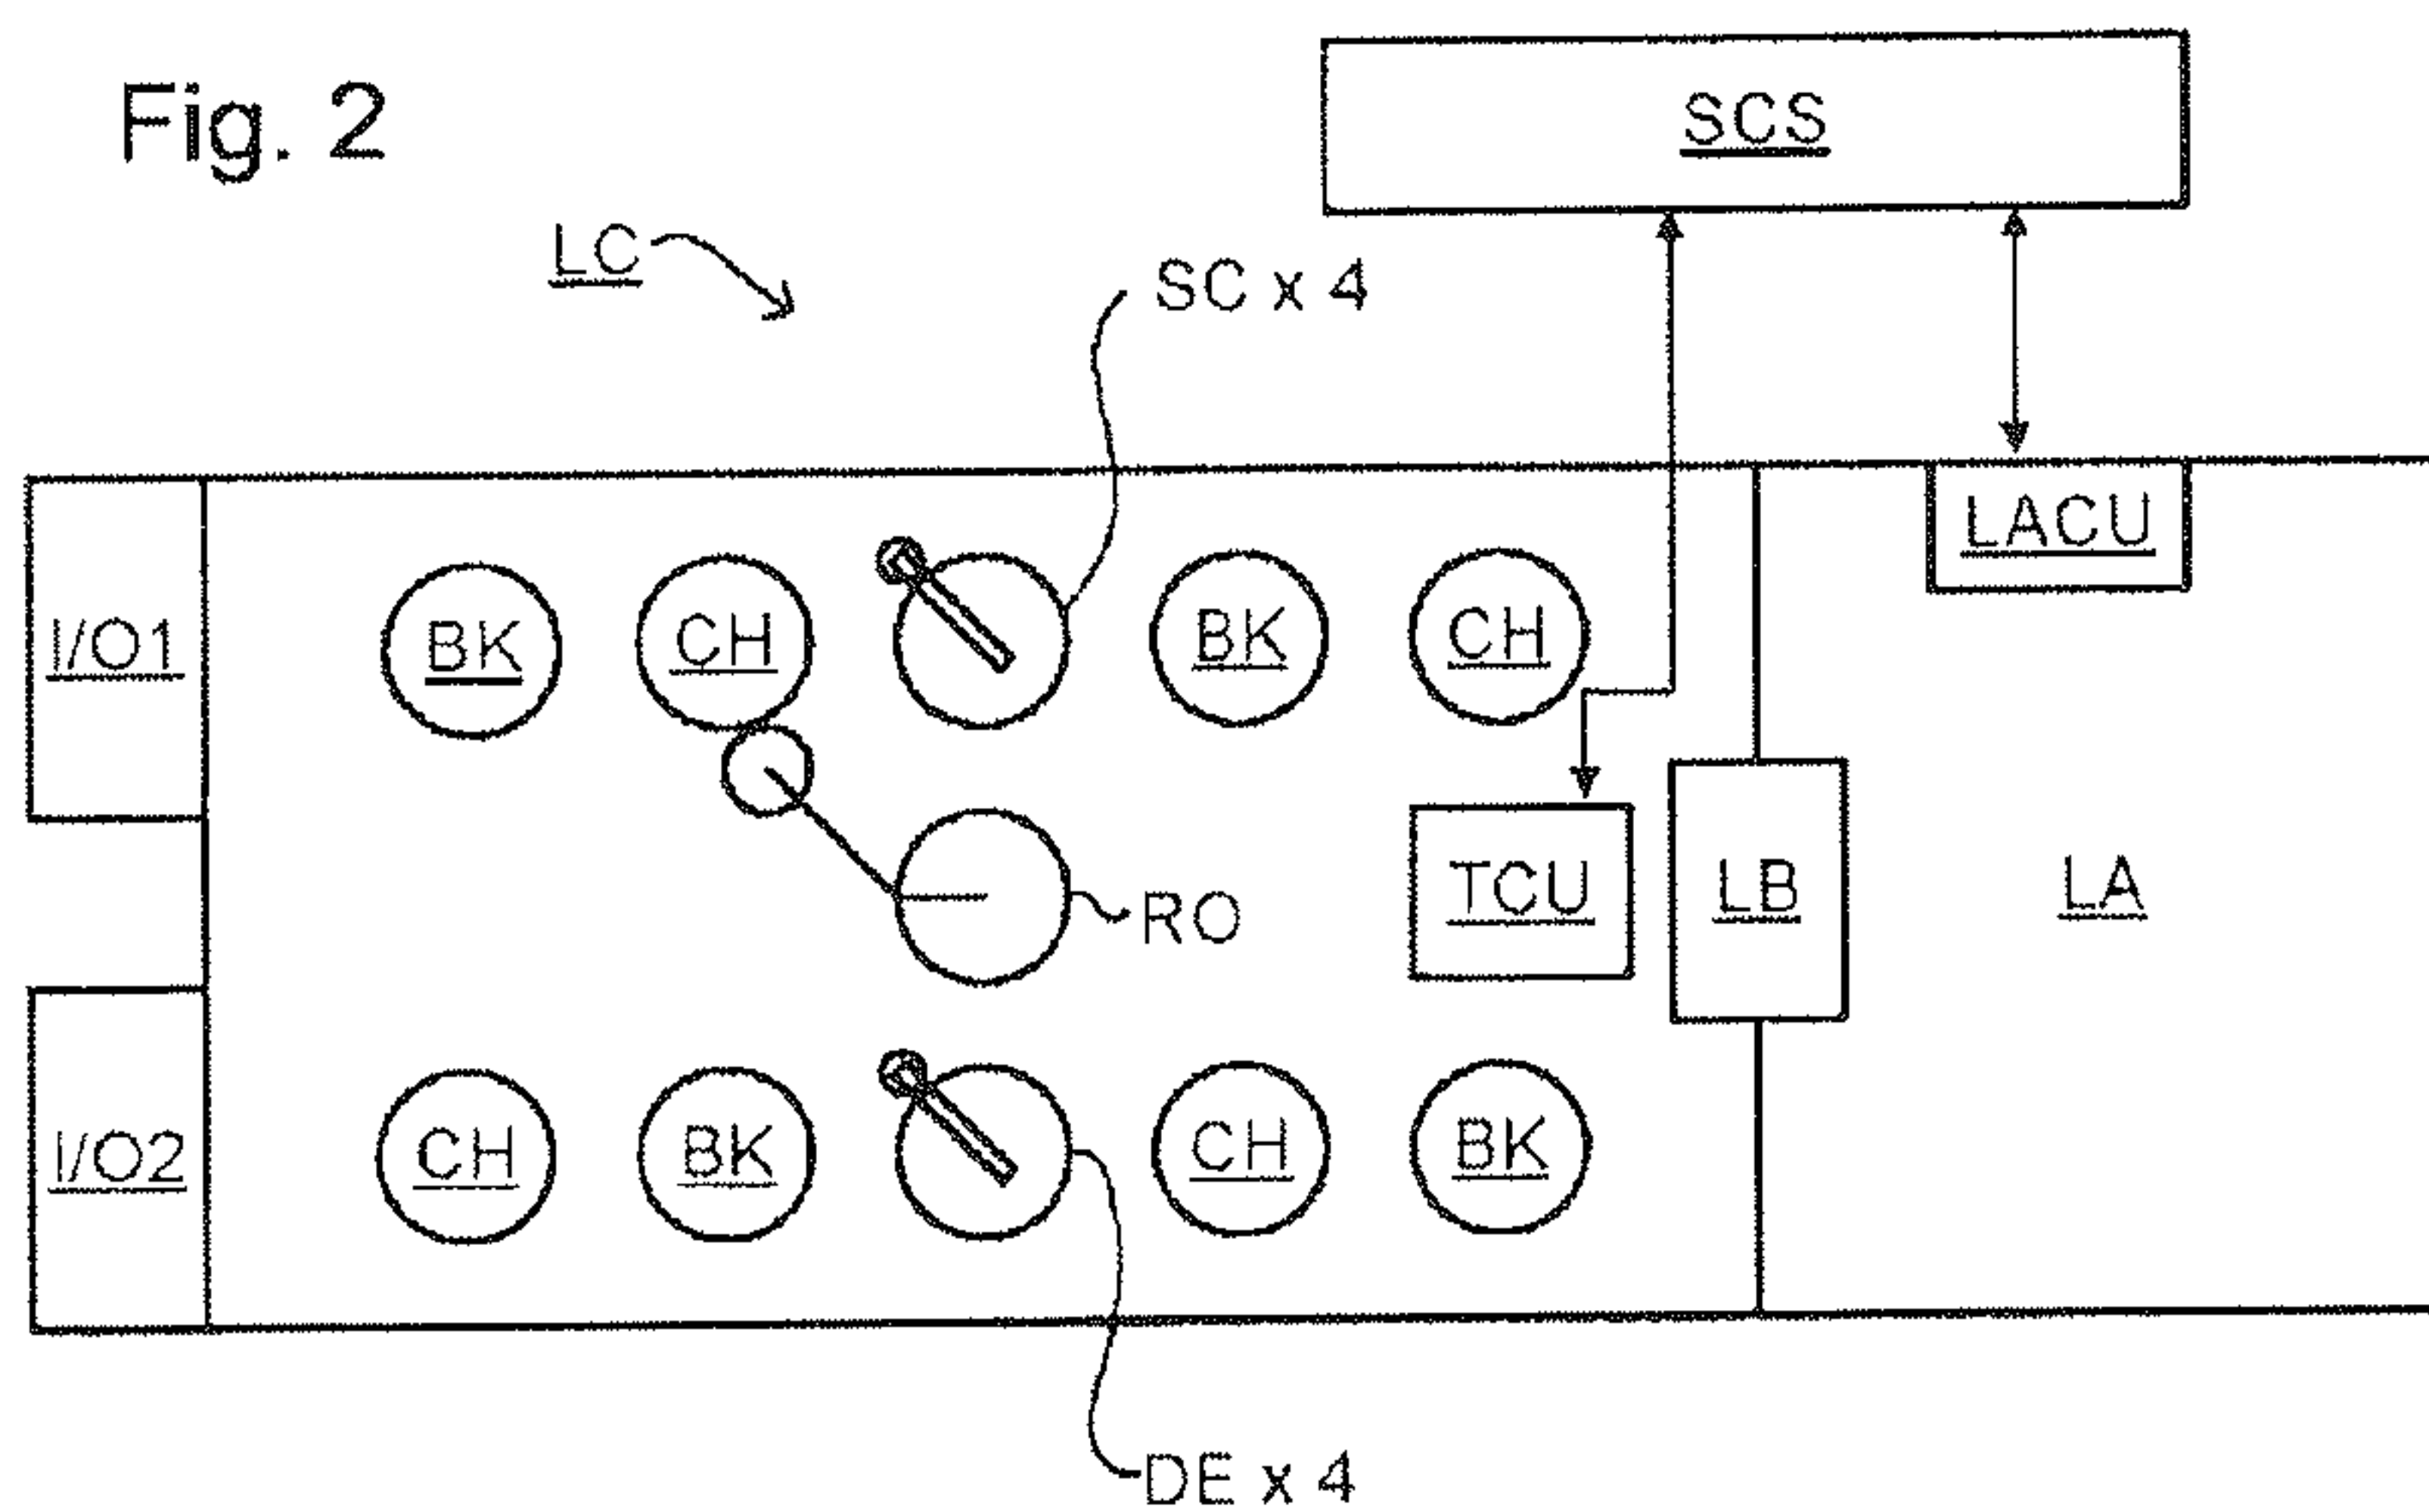 Fig. 2
SCS
LC
SC x 4
LACU
I/O1
BK
CH
BK
CH
TCU
LB
LA
RO
I/O2
CH
BK
CH
BK
DE x 4